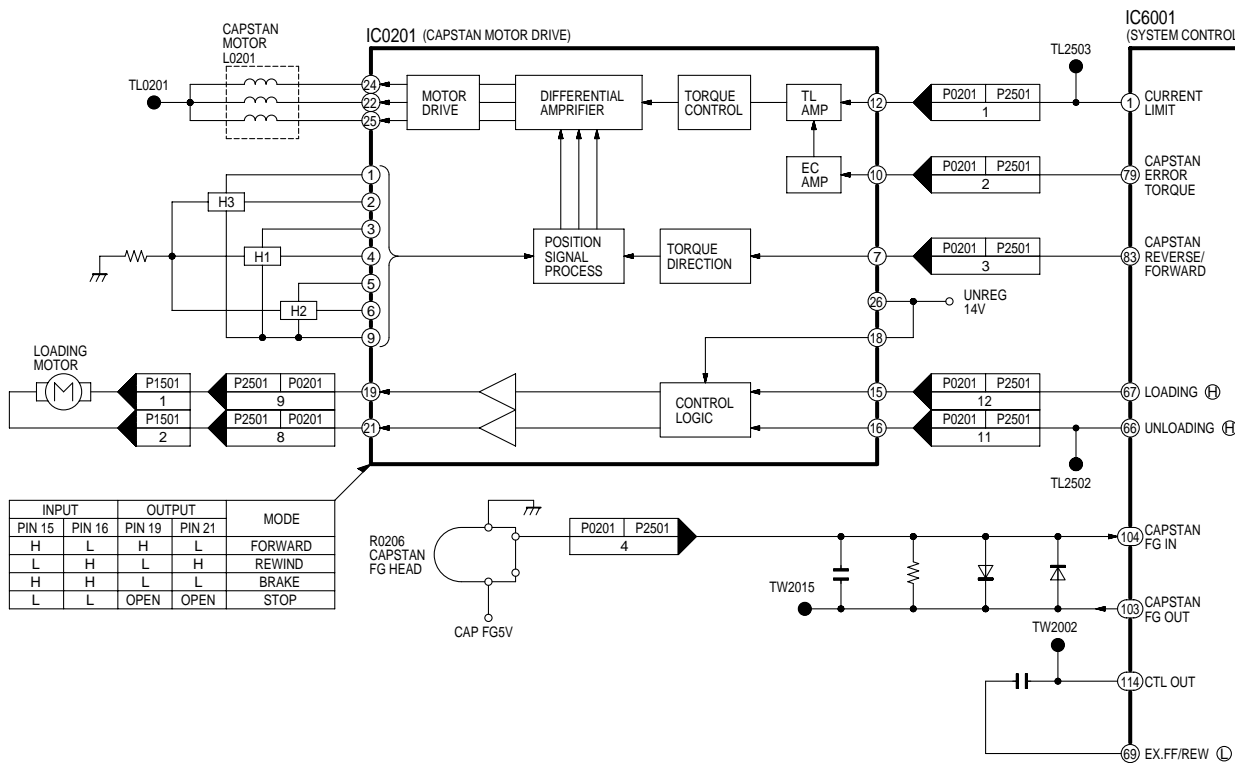 IC6001
(SYSTEM CONTROL
CAPSTAN
MOTOR
L0201
IC0201 (CAPSTAN MOTOR DRIVE)
TL2503
TL0201
24
22
25
MOTOR
DRIVE
DIFFERENTIAL
AMPRIFIER
TORQUE
CONTROL
TL
AMP
12
P0201 P2501
1
1
CURRENT
LIMIT
EC
AMP
10
P0201 P2501
2
79
CAPSTAN
ERROR
TORQUE
1
H3
2
3
H1
4
5
H2
6
9
POSITION
SIGNAL
PROCESS
TORQUE
DIRECTION
7
P0201 P2501
3
83
CAPSTAN
REVERSE/
FORWARD
26
UNREG
14V
18
LOADING
MOTOR
M
P1501
1
P2501 P0201
9
19
CONTROL
LOGIC
15
P0201 P2501
12
67 LOADING H
P1501
2
P2501 P0201
8
21
16
P0201 P2501
11
66 UNLOADING H
TL2502
INPUT OUTPUT MODE
PIN 15 PIN 16 PIN 19 PIN 21
H L H L FORWARD
L H L H REWIND
H H L L BRAKE
L L OPEN OPEN STOP
R0206
CAPSTAN
FG HEAD
P0201 P2501
4
CAP FG5V
104
CAPSTAN
FG IN
TW2015
103
CAPSTAN
FG OUT
TW2002
114 CTL OUT
69 EX.FF/REW L